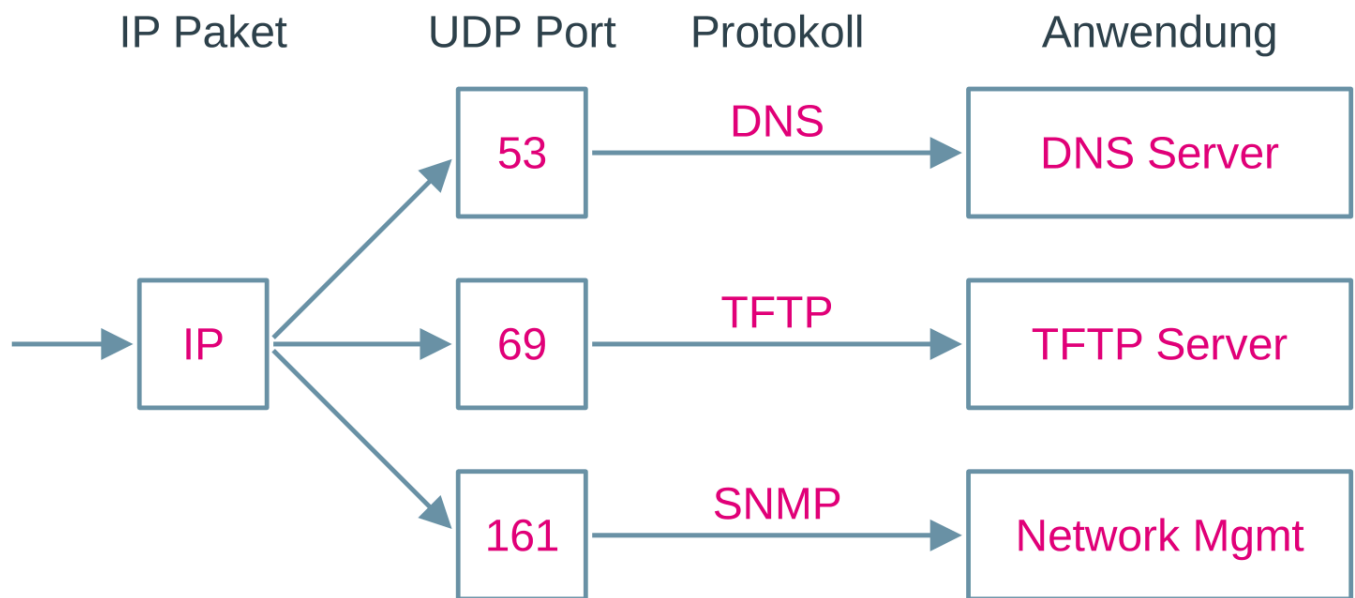 IP Paket UDP Port Protokoll Anwendung
53 DNS DNS Server
IP 69 TFTP TFTP Server
161 SNMP Network Mgmt